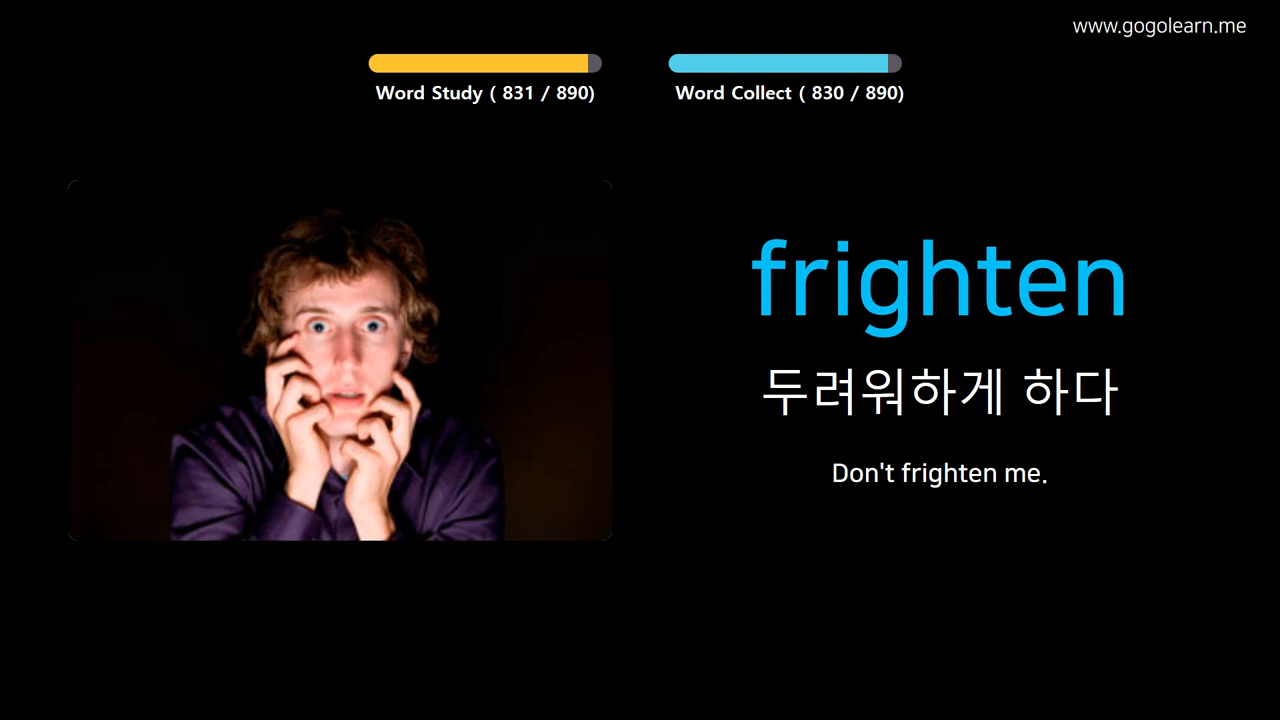 www.gogolearn.me
Word Study ( 831 / 890)
Word Collect ( 830 / 890)
frighten
두려워하게 하다
Don't frighten me.